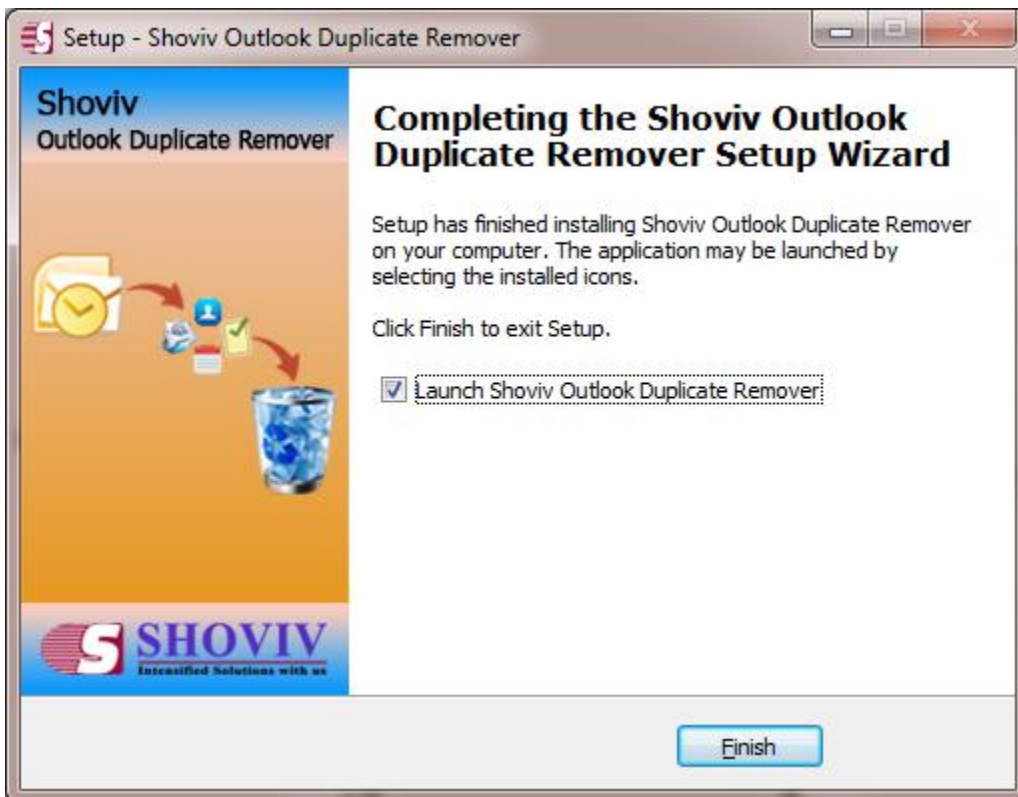 Setup - Shoviv Outlook Duplicate Remover
Shoviv
Outlook Duplicate Remover
Completing the Shoviv Outlook
Duplicate Remover Setup Wizard
Setup has finished installing Shoviv Outlook Duplicate Remover
on your computer. The application may be launched by
selecting the installed icons.
Click Finish to exit Setup.
Launch Shoviv Outlook Duplicate Remover
SHOVIV
Intensified Solutions with us
Finish